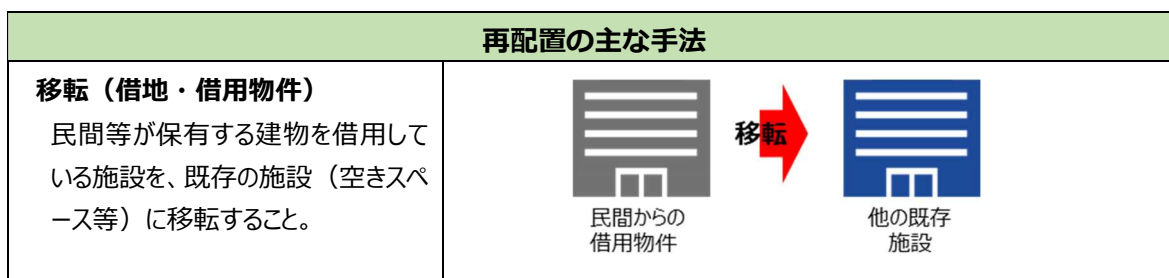 再配置の主な手法
移転（借地・借用物件）
民間等が保有する建物を借用して
いる施設を、既存の施設（空きスペ
ース等）に移転すること。
移転
民間からの
借用物件
他の既存
施設